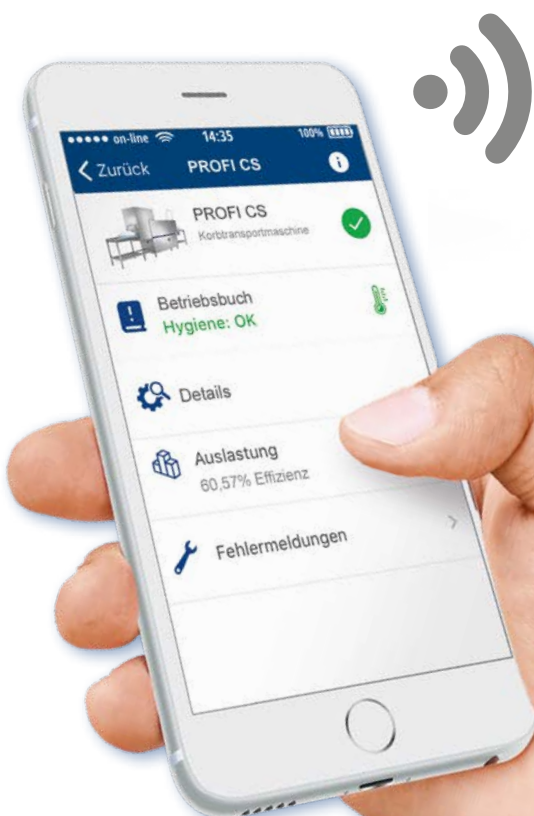 on-line 14:35 100%
Zurück PROFI CS
PROFI CS
Korbtransportmaschine
Betriebsbuch
Hygiene: OK
Details
Auslastung
60,57% Effizienz
Fehlermeldungen